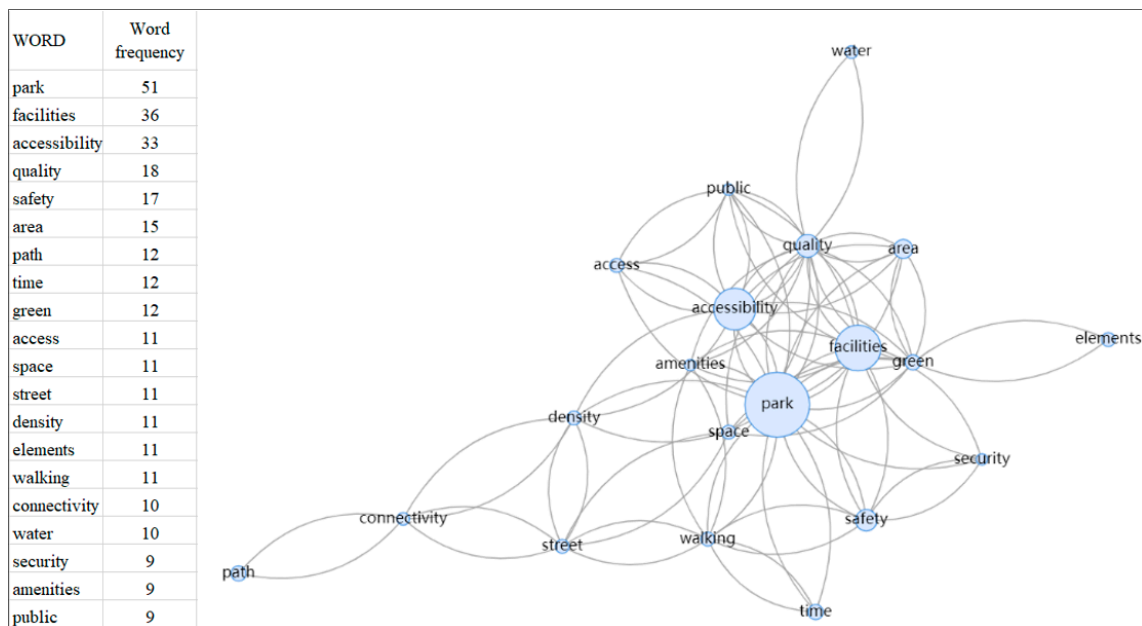 WORD Word frequency
park 51
facilities 36
accessibility 33
quality 18
safety 17
area 15
path 12
time 12
green 12
access 11
space 11
street 11
density 11
elements 11
walking 11
connectivity 10
water 10
security 9
amenities 9
public 9
water
public
quality
area
access
accessibility
facilities
elements
amenities
green
park
density
space
security
connectivity
safety
street
walking
path
time